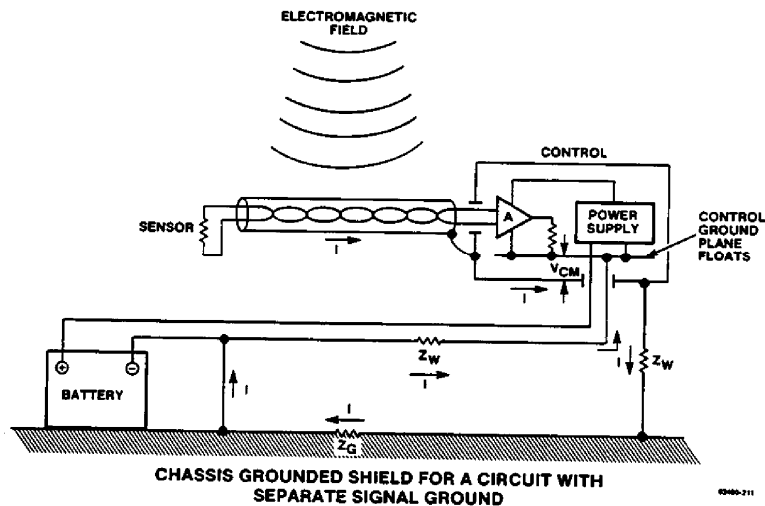 ELECTROMAGNETIC
FIELD
CONTROL
SENSOR
A
POWER
SUPPLY
CONTROL
GROUND
PLANE
FLOATS
I
VCM
I
ZW
I
I
I
ZW
+
−
BATTERY
I
I
ZG
CHASSIS GROUNDED SHIELD FOR A CIRCUIT WITH
SEPARATE SIGNAL GROUND